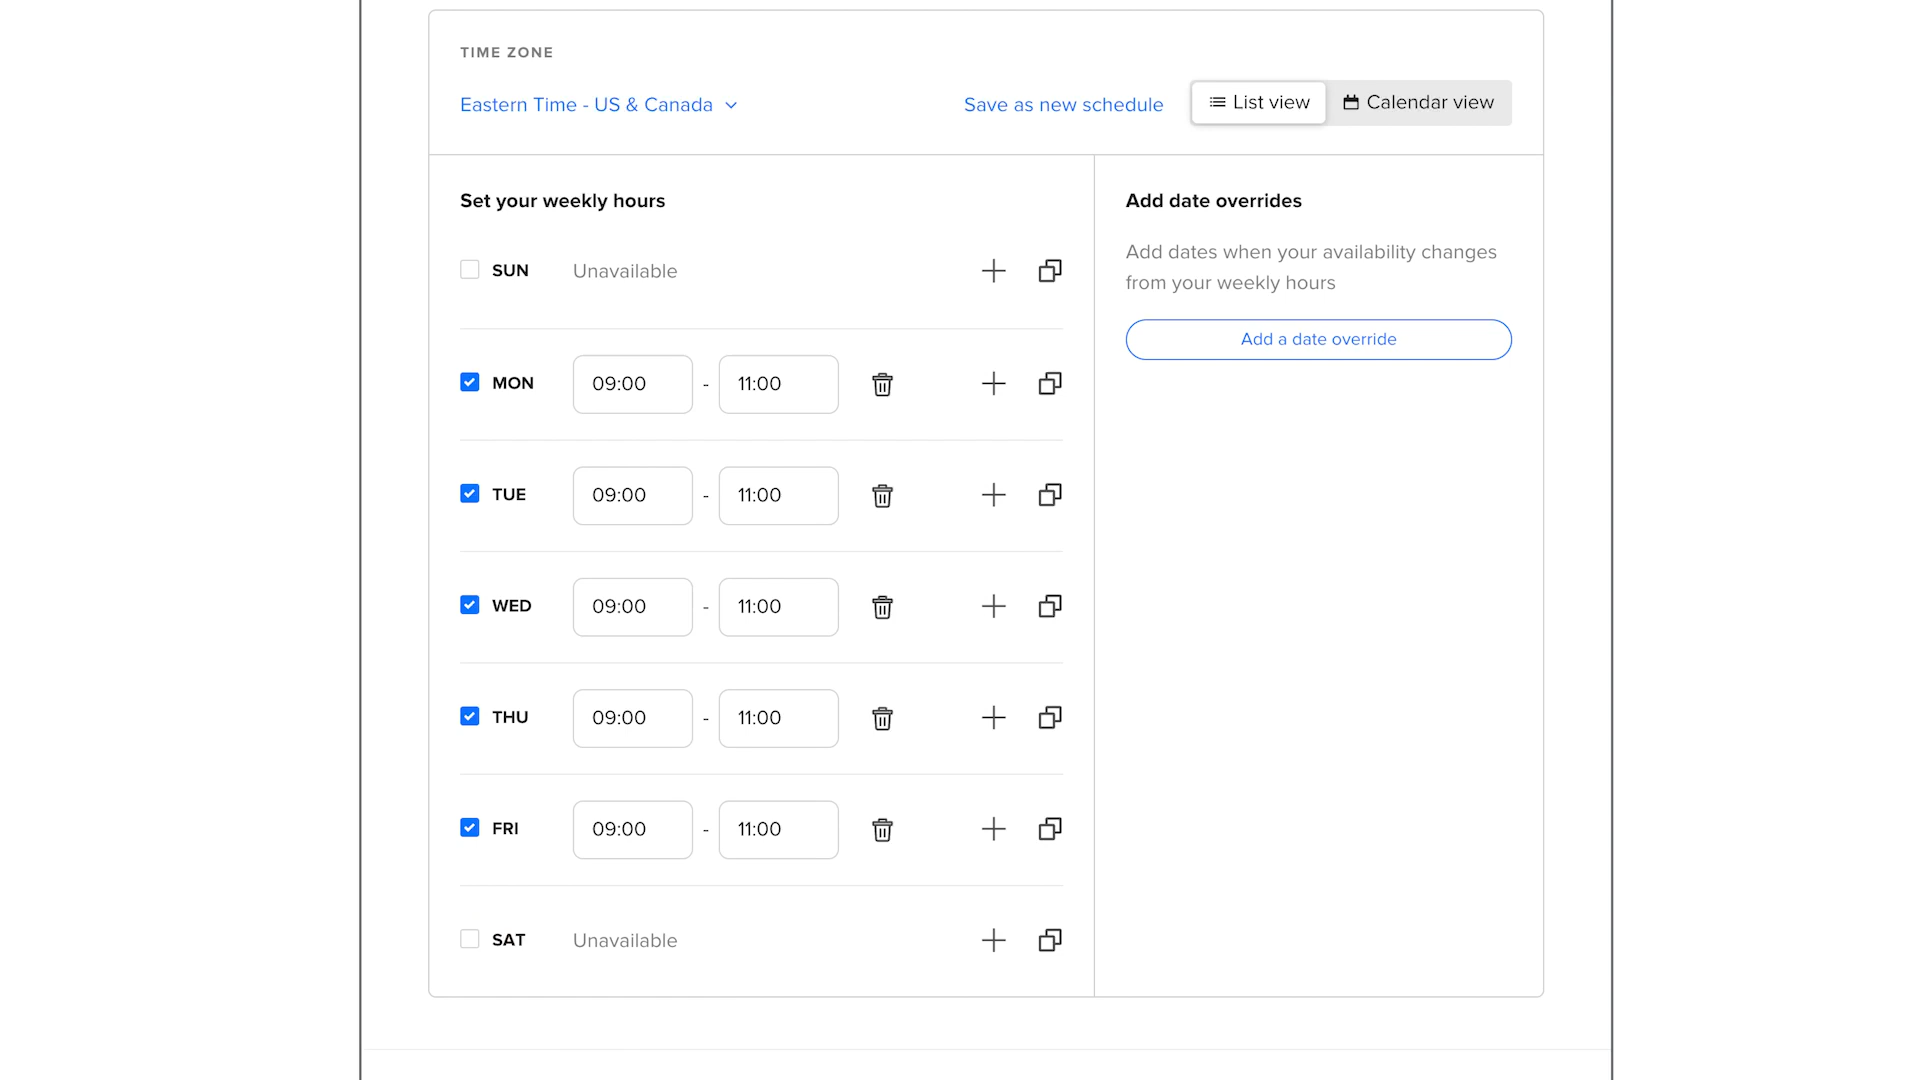 TIME ZONE
Eastern Time - US & Canada
Save as new schedule
List view
Calendar view
Set your weekly hours
SUN Unavailable
MON 09:00 - 11:00
TUE 09:00 - 11:00
WED 09:00 - 11:00
THU 09:00 - 11:00
FRI 09:00 - 11:00
SAT Unavailable
Add date overrides
Add dates when your availability changes
from your weekly hours
Add a date override